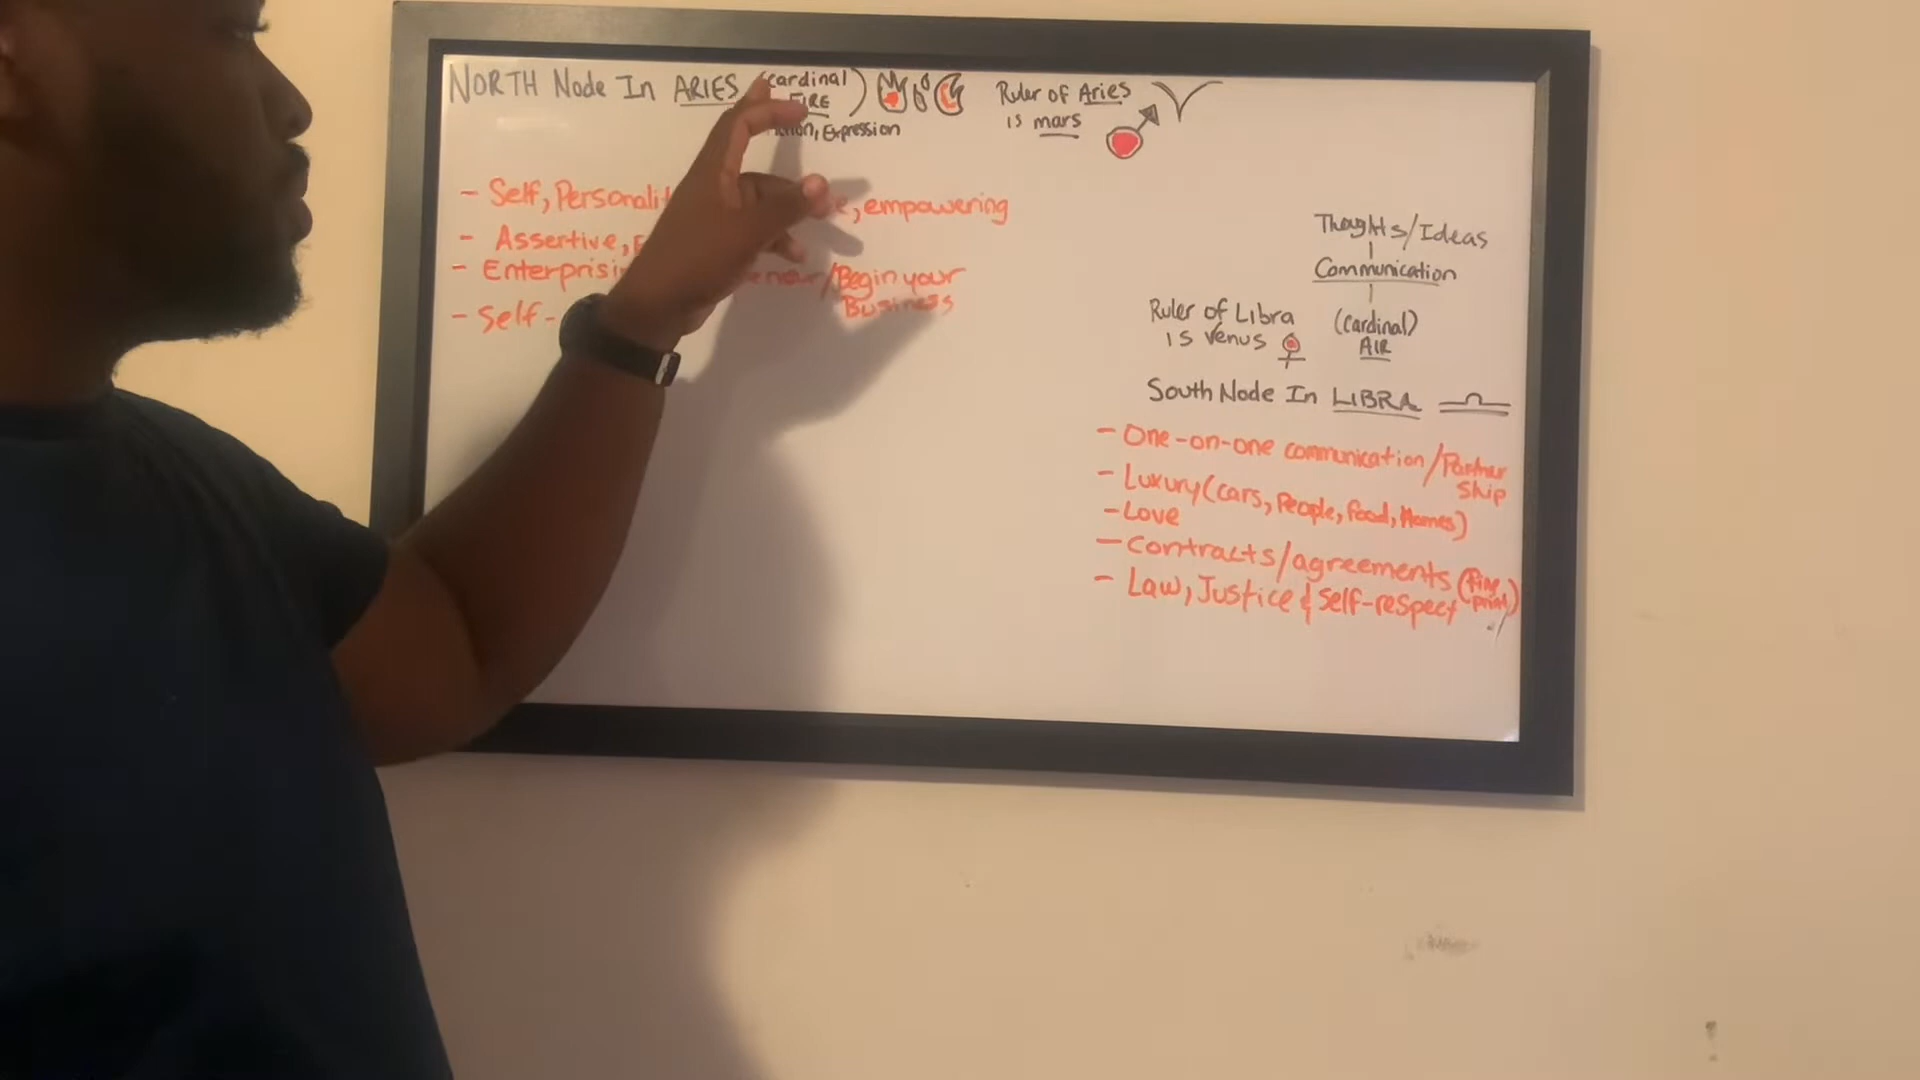 NORTH Node In ARIES (cardinal
FIRE)
Expression
Ruler of Aries
is mars
- Self, Personali empowering
- Assertive,
- Enterprisi /Begin your
Business
- Self-
Thoughts/Ideas
Communication
(cardinal)
AIR
Ruler of Libra
is Venus
South Node In LIBRA
- One-on-one communication/Partner
Ship
- Luxury (cars, People, food, Homes)
- Love
- contracts/agreements (fine
print)
- Law, Justice & Self-respect